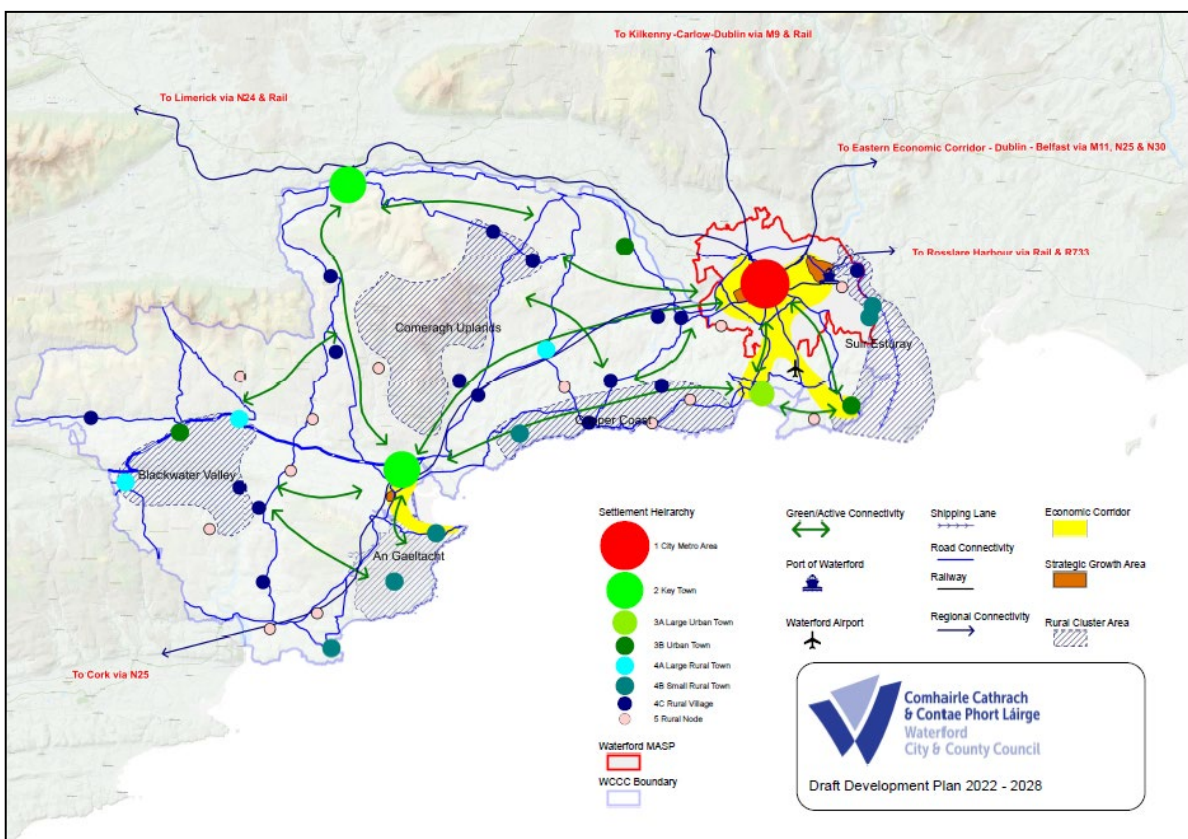 To Kilkenny -Carlow-Dublin via M9 & Rail
To Limerick via N24 & Rail
To Eastern Economic Corridor - Dublin - Belfast via M11, N25 & N30
To Rosslare Harbour via Rail & R733
Comeragh Uplands
Suir Esturay
Copper Coast
Blackwater Valley
An Gaeltacht
To Cork via N25
Settlement Heirarchy
1 City Metro Area
2 Key Town
3A Large Urban Town
3B Urban Town
4A Large Rural Town
4B Small Rural Town
4C Rural Village
5 Rural Node
Waterford MASP
WCCC Boundary
Green/Active Connectivity
Port of Waterford
Waterford Airport
Shipping Lane
Road Connectivity
Railway
Regional Connectivity
Economic Corridor
Strategic Growth Area
Rural Cluster Area
Comhairle Cathrach
& Contae Phort Láirge
Waterford
City & County Council
Draft Development Plan 2022 - 2028